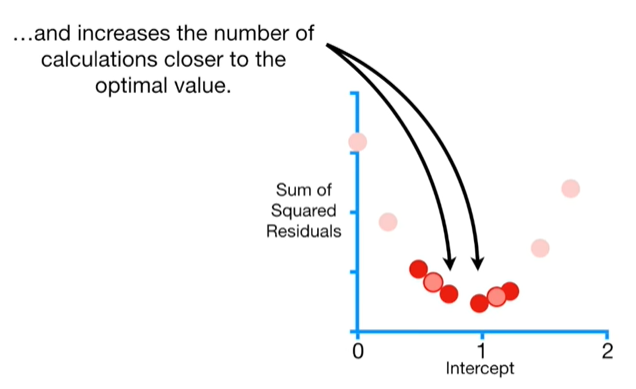 ...and increases the number of
calculations closer to the
optimal value.
Sum of
Squared
Residuals
0
1
2
Intercept